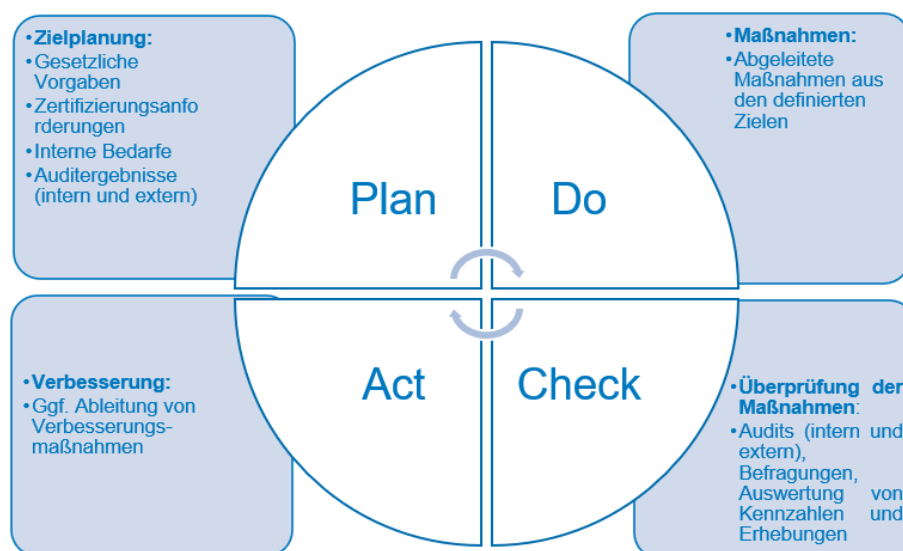 •Zielplanung:
•Gesetzliche
Vorgaben
•Zertifizierungsanfo
rderungen
•Interne Bedarfe
•Auditergebnisse
(intern und extern)
Plan
Do
•Maßnahmen:
•Abgeleitete
Maßnahmen aus
den definierten
Zielen
•Verbesserung:
•Ggf. Ableitung von
Verbesserungs-
maßnahmen
Act
Check
•Überprüfung der
Maßnahmen:
•Audits (intern und
extern),
Befragungen,
Auswertung von
Kennzahlen und
Erhebungen